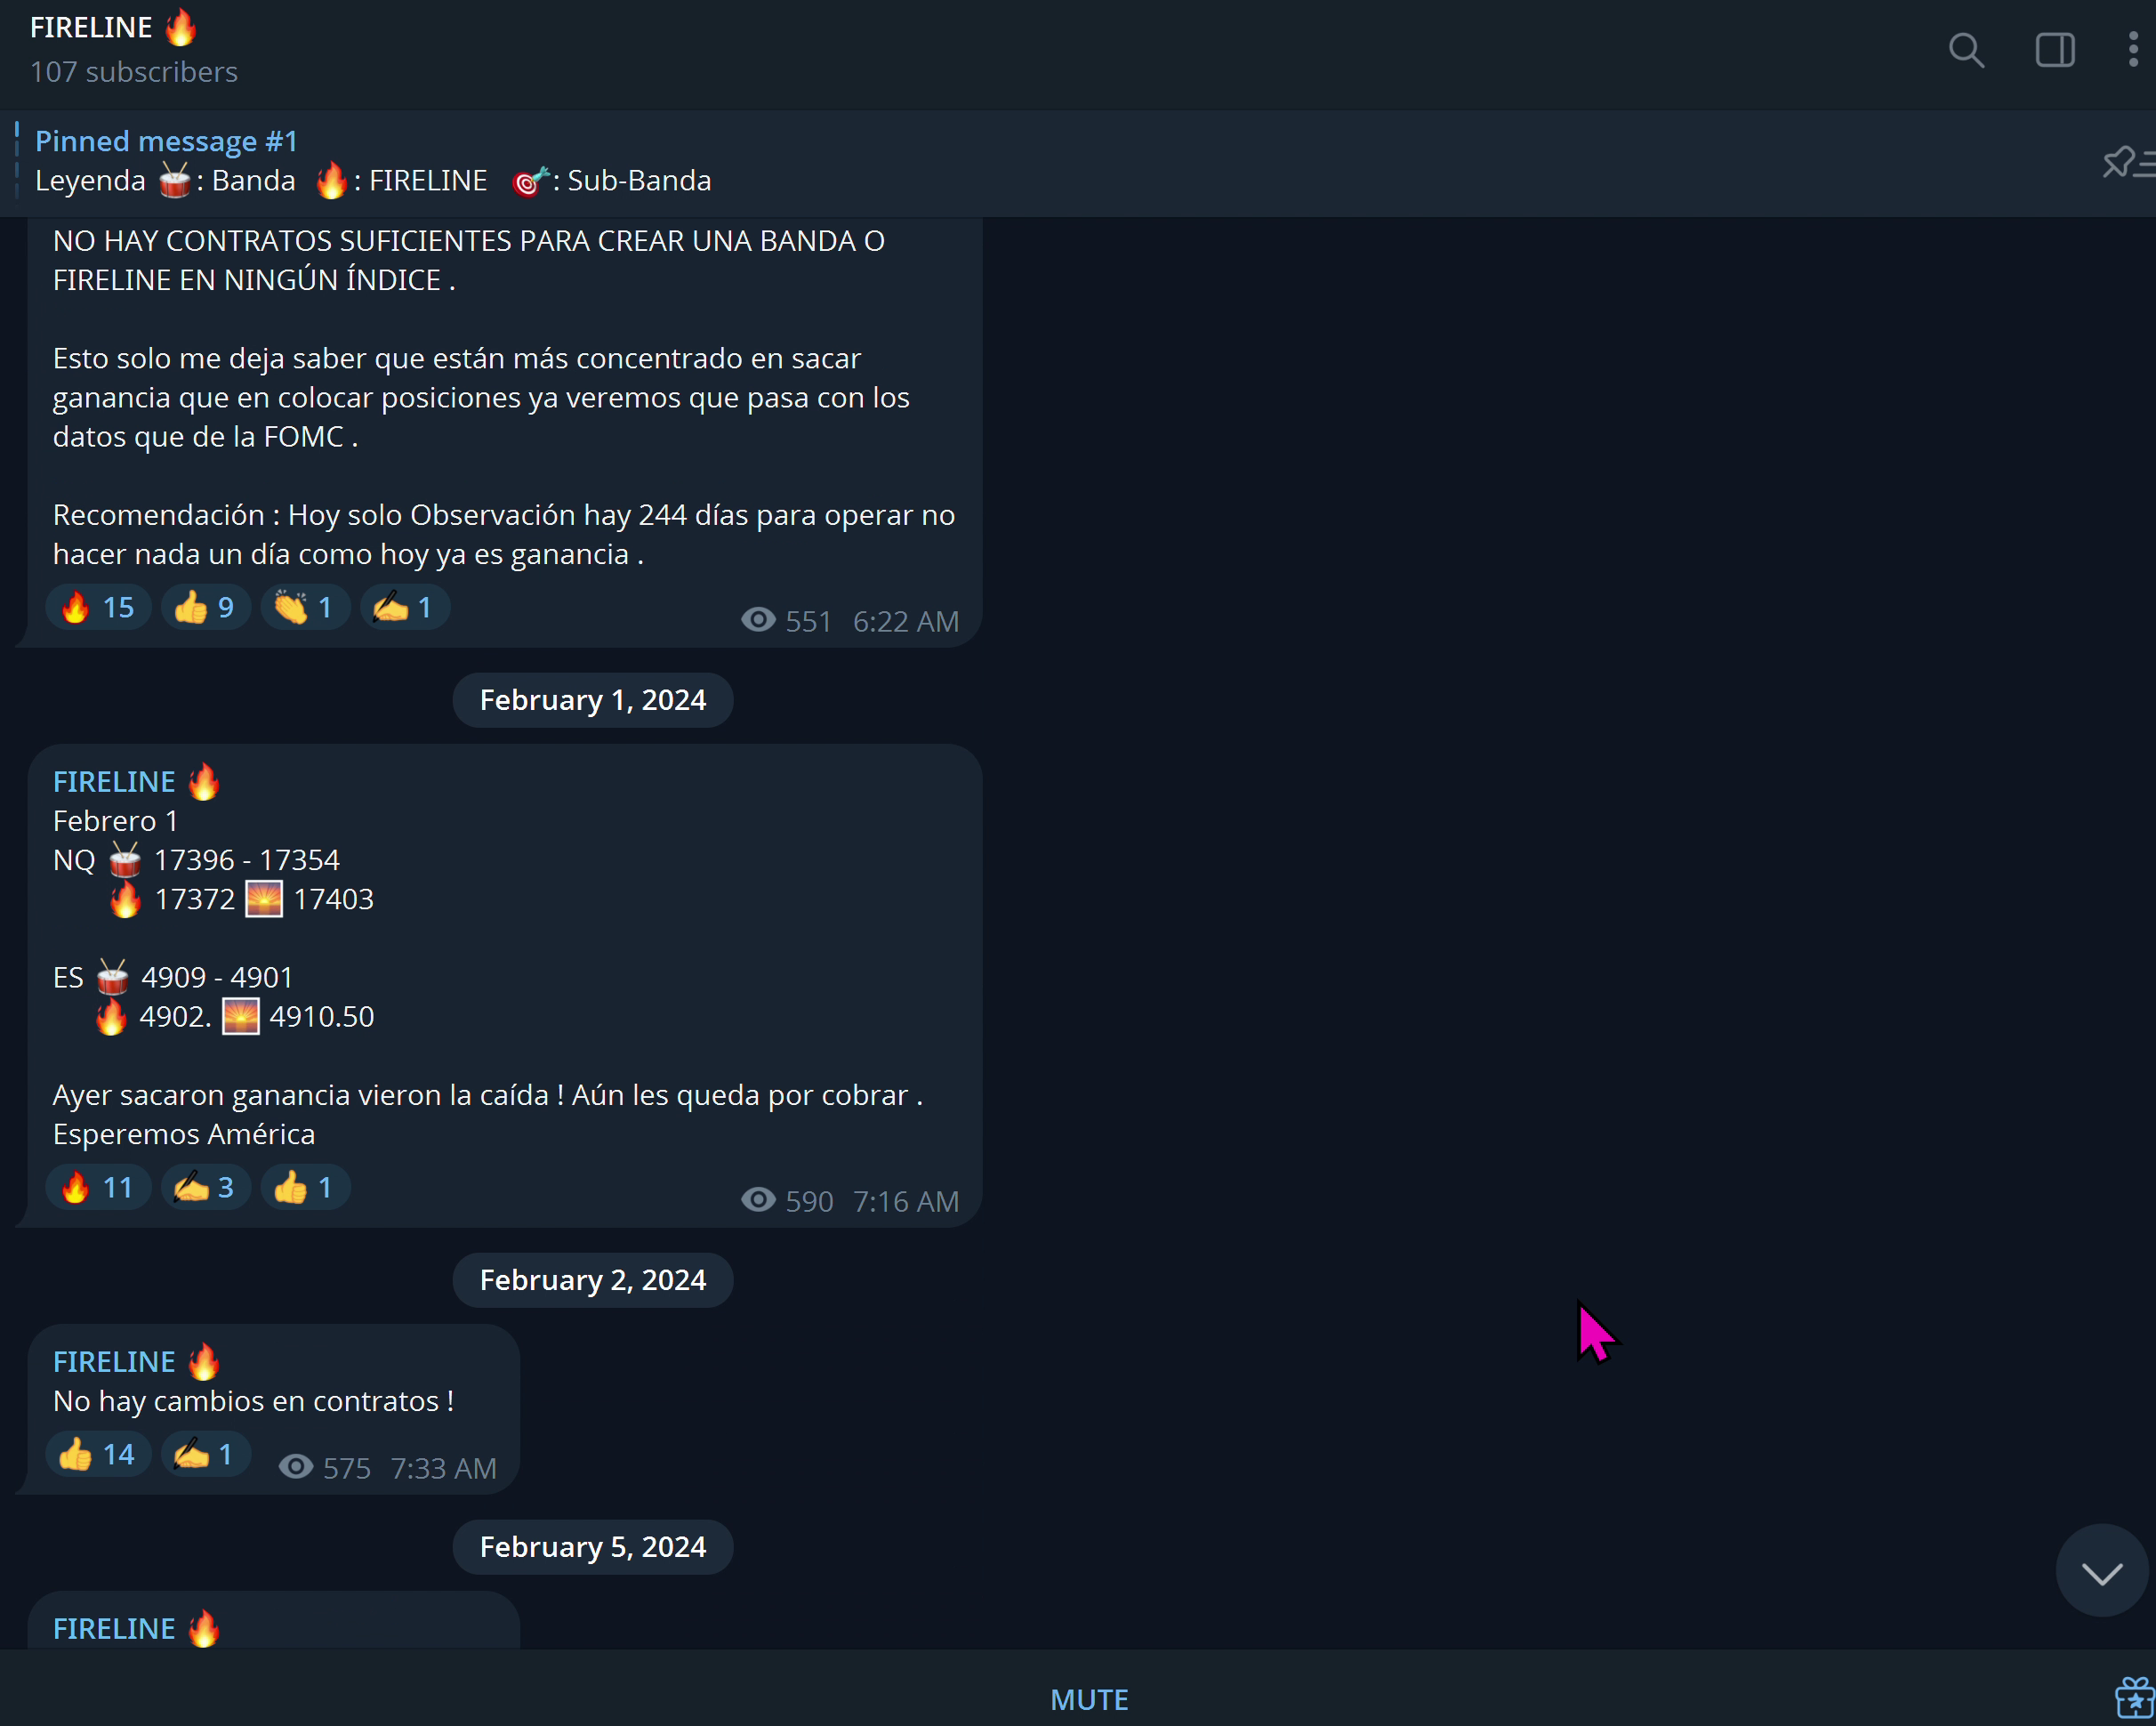 FIRELINE 🔥
107 subscribers
Pinned message #1
Leyenda 🥁: Banda 🔥: FIRELINE 🎯: Sub-Banda
NO HAY CONTRATOS SUFICIENTES PARA CREAR UNA BANDA O
FIRELINE EN NINGÚN ÍNDICE .
Esto solo me deja saber que están más concentrado en sacar
ganancia que en colocar posiciones ya veremos que pasa con los
datos que de la FOMC .
Recomendación : Hoy solo Observación hay 244 días para operar no
hacer nada un día como hoy ya es ganancia .
🔥 15 👍 9 👏 1 ✍ 1 551 6:22 AM
February 1, 2024
FIRELINE 🔥
Febrero 1
NQ 🥁 17396 - 17354
🔥 17372 🌅 17403
ES 🥁 4909 - 4901
🔥 4902. 🌅 4910.50
Ayer sacaron ganancia vieron la caída ! Aún les queda por cobrar .
Esperemos América
🔥 11 ✍ 3 👍 1 590 7:16 AM
February 2, 2024
FIRELINE 🔥
No hay cambios en contratos !
👍 14 ✍ 1 575 7:33 AM
February 5, 2024
FIRELINE 🔥
MUTE